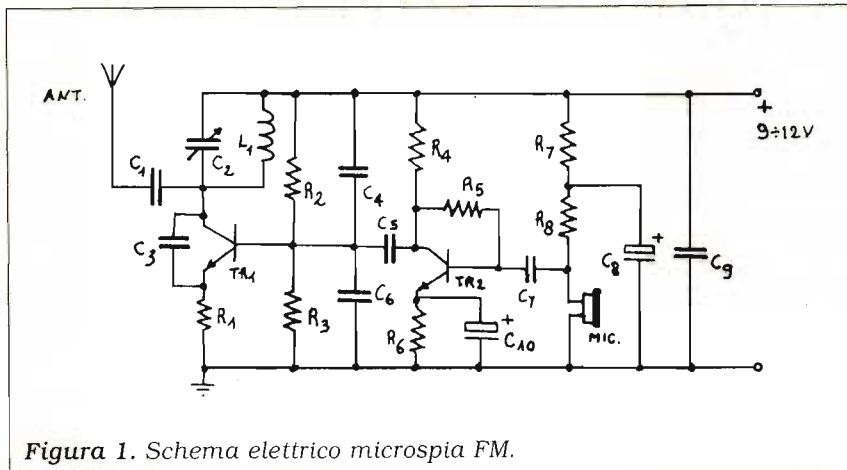 ANT.
C1
C2
L1
R2
C4
R4
R5
R7
R8
+
9÷12V
C3
TR1
C5
TR2
C7
C8
+
C9
R1
R3
C6
R6
+
C10
MIC.
Figura 1. Schema elettrico microspia FM.